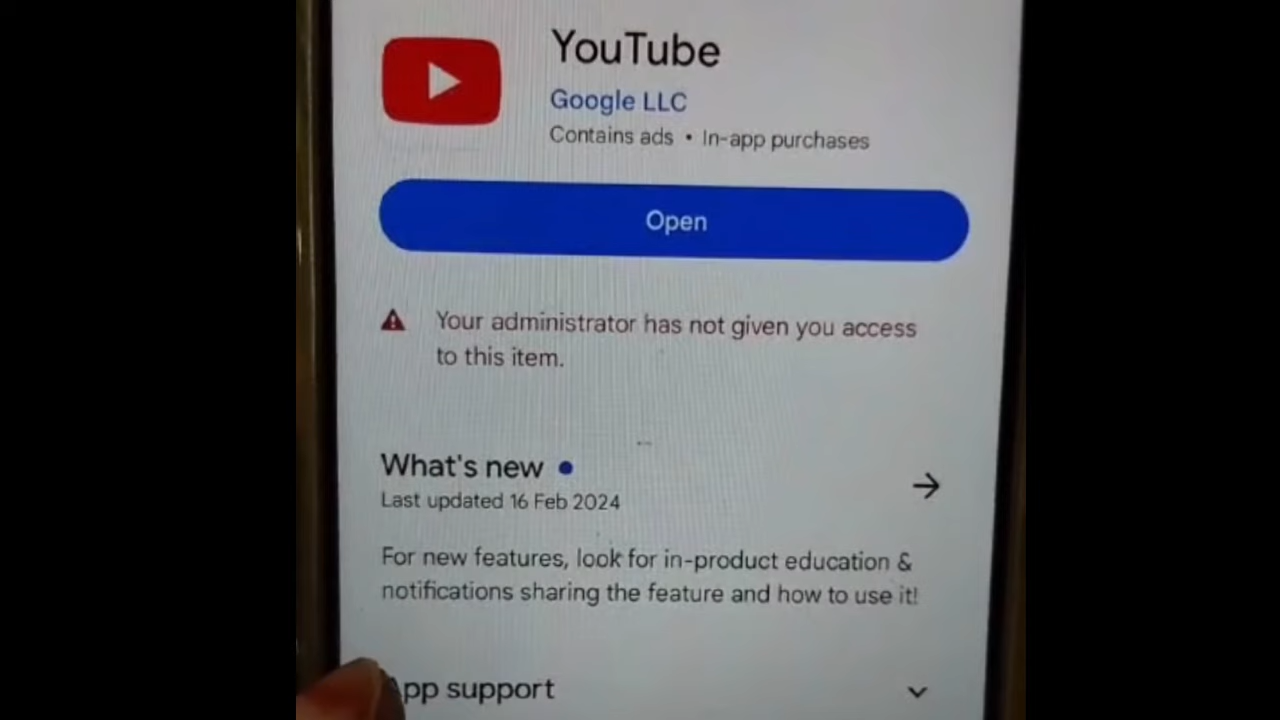 YouTube
Google LLC
Contains ads • In-app purchases
Open
Your administrator has not given you access
to this item.
What's new
Last updated 16 Feb 2024
For new features, look for in-product education &
notifications sharing the feature and how to use it!
App support